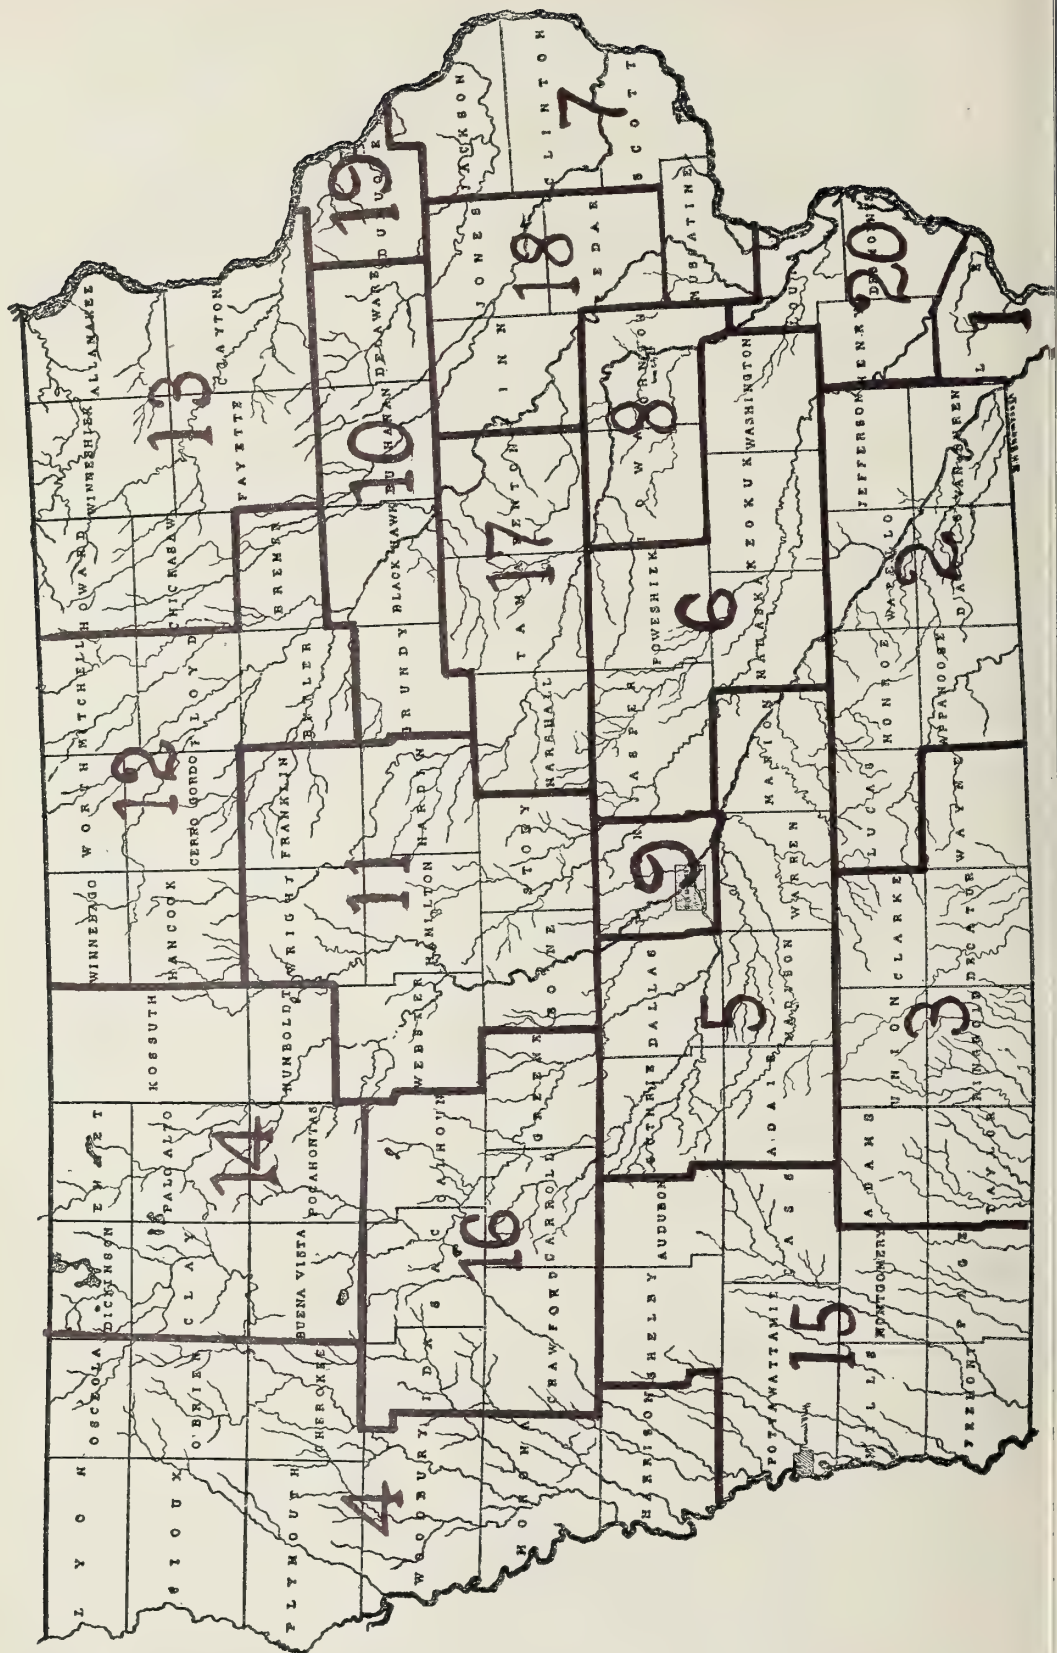 LYON
OSCEOLA
DICKINSON
EMMET
KOSSUTH
WINNEBAGO
WORTH
MITCHELL
HOWARD
WINNESHIEK
ALLAMAKEE
SIOUX
O'BRIEN
CLAY
PALO ALTO
HANCOCK
CERRO GORDO
FLOYD
CHICKASAW
12
13
PLYMOUTH
CHEROKEE
BUENA VISTA
POCAHONTAS
14
HUMBOLDT
WRIGHT
FRANKLIN
BUTLER
BREMER
FAYETTE
CLAYTON
4
WOODBURY
IDA
SAC
CALHOUN
WEBSTER
HAMILTON
11
HARDIN
GRUNDY
BLACK HAWK
BUCHANAN
10
DELAWARE
DUBUQUE
19
MONONA
CRAWFORD
16
CARROLL
GREENE
BOONE
STORY
MARSHALL
TAMA
17
BENTON
LINN
JONES
JACKSON
18
CEDAR
CLINTON
7
SCOTT
HARRISON
SHELBY
AUDUBON
GUTHRIE
DALLAS
9
JASPER
POWESHIEK
IOWA
8
MUSCATINE
POTTAWATTAMIE
CASS
ADAIR
5
MADISON
WARREN
MARION
6
MAHASKA
KEOKUK
WASHINGTON
LOUISA
15
MILLS
MONTGOMERY
ADAMS
UNION
CLARKE
LUCAS
MONROE
WAPELLO
2
JEFFERSON
HENRY
20
DES MOINES
FREMONT
PAGE
TAYLOR
RINGGOLD
3
DECATUR
WAYNE
APPANOOSE
DAVIS
VAN BUREN
LEE
1